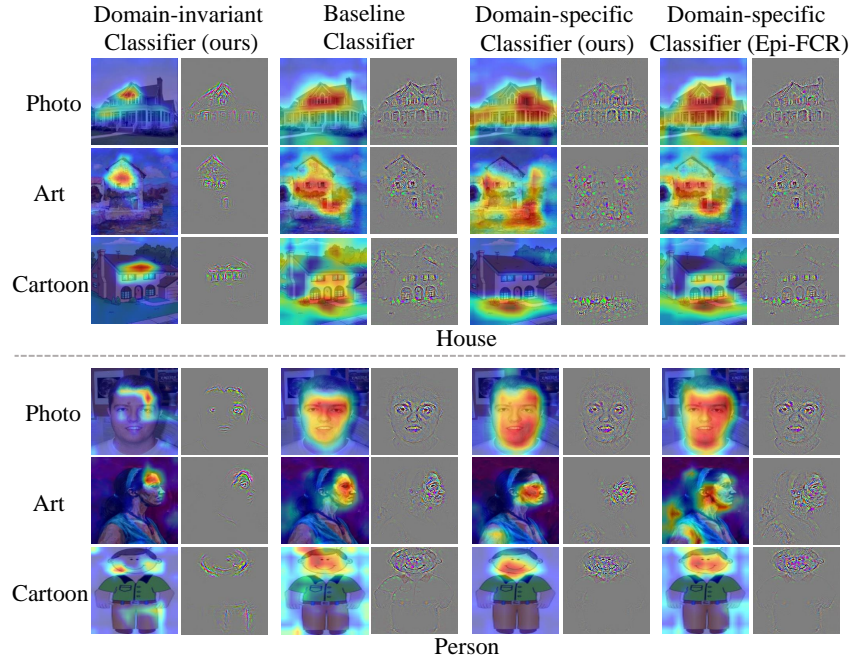 Domain-invariant Classifier (ours)
Baseline Classifier
Domain-specific Classifier (ours)
Domain-specific Classifier (Epi-FCR)
Photo
Art
Cartoon
House
Photo
Art
Cartoon
Person